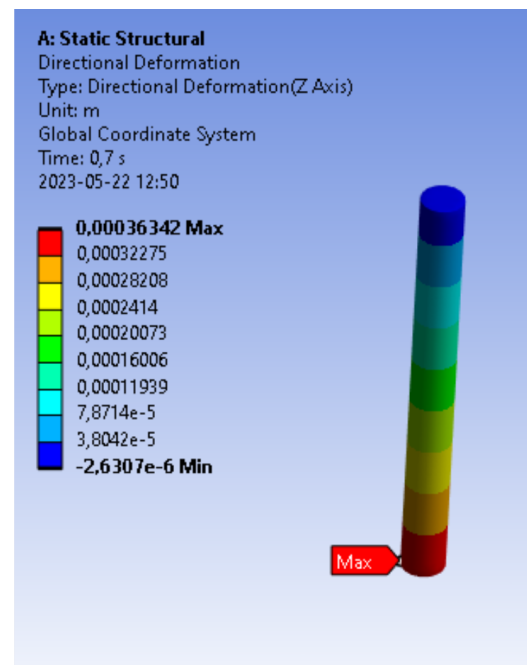 A: Static Structural
Directional Deformation
Type: Directional Deformation(Z Axis)
Unit: m
Global Coordinate System
Time: 0,7 s
2023-05-22 12:50
0,00036342 Max
0,00032275
0,00028208
0,0002414
0,00020073
0,00016006
0,00011939
7,8714e-5
3,8042e-5
-2,6307e-6 Min
Max